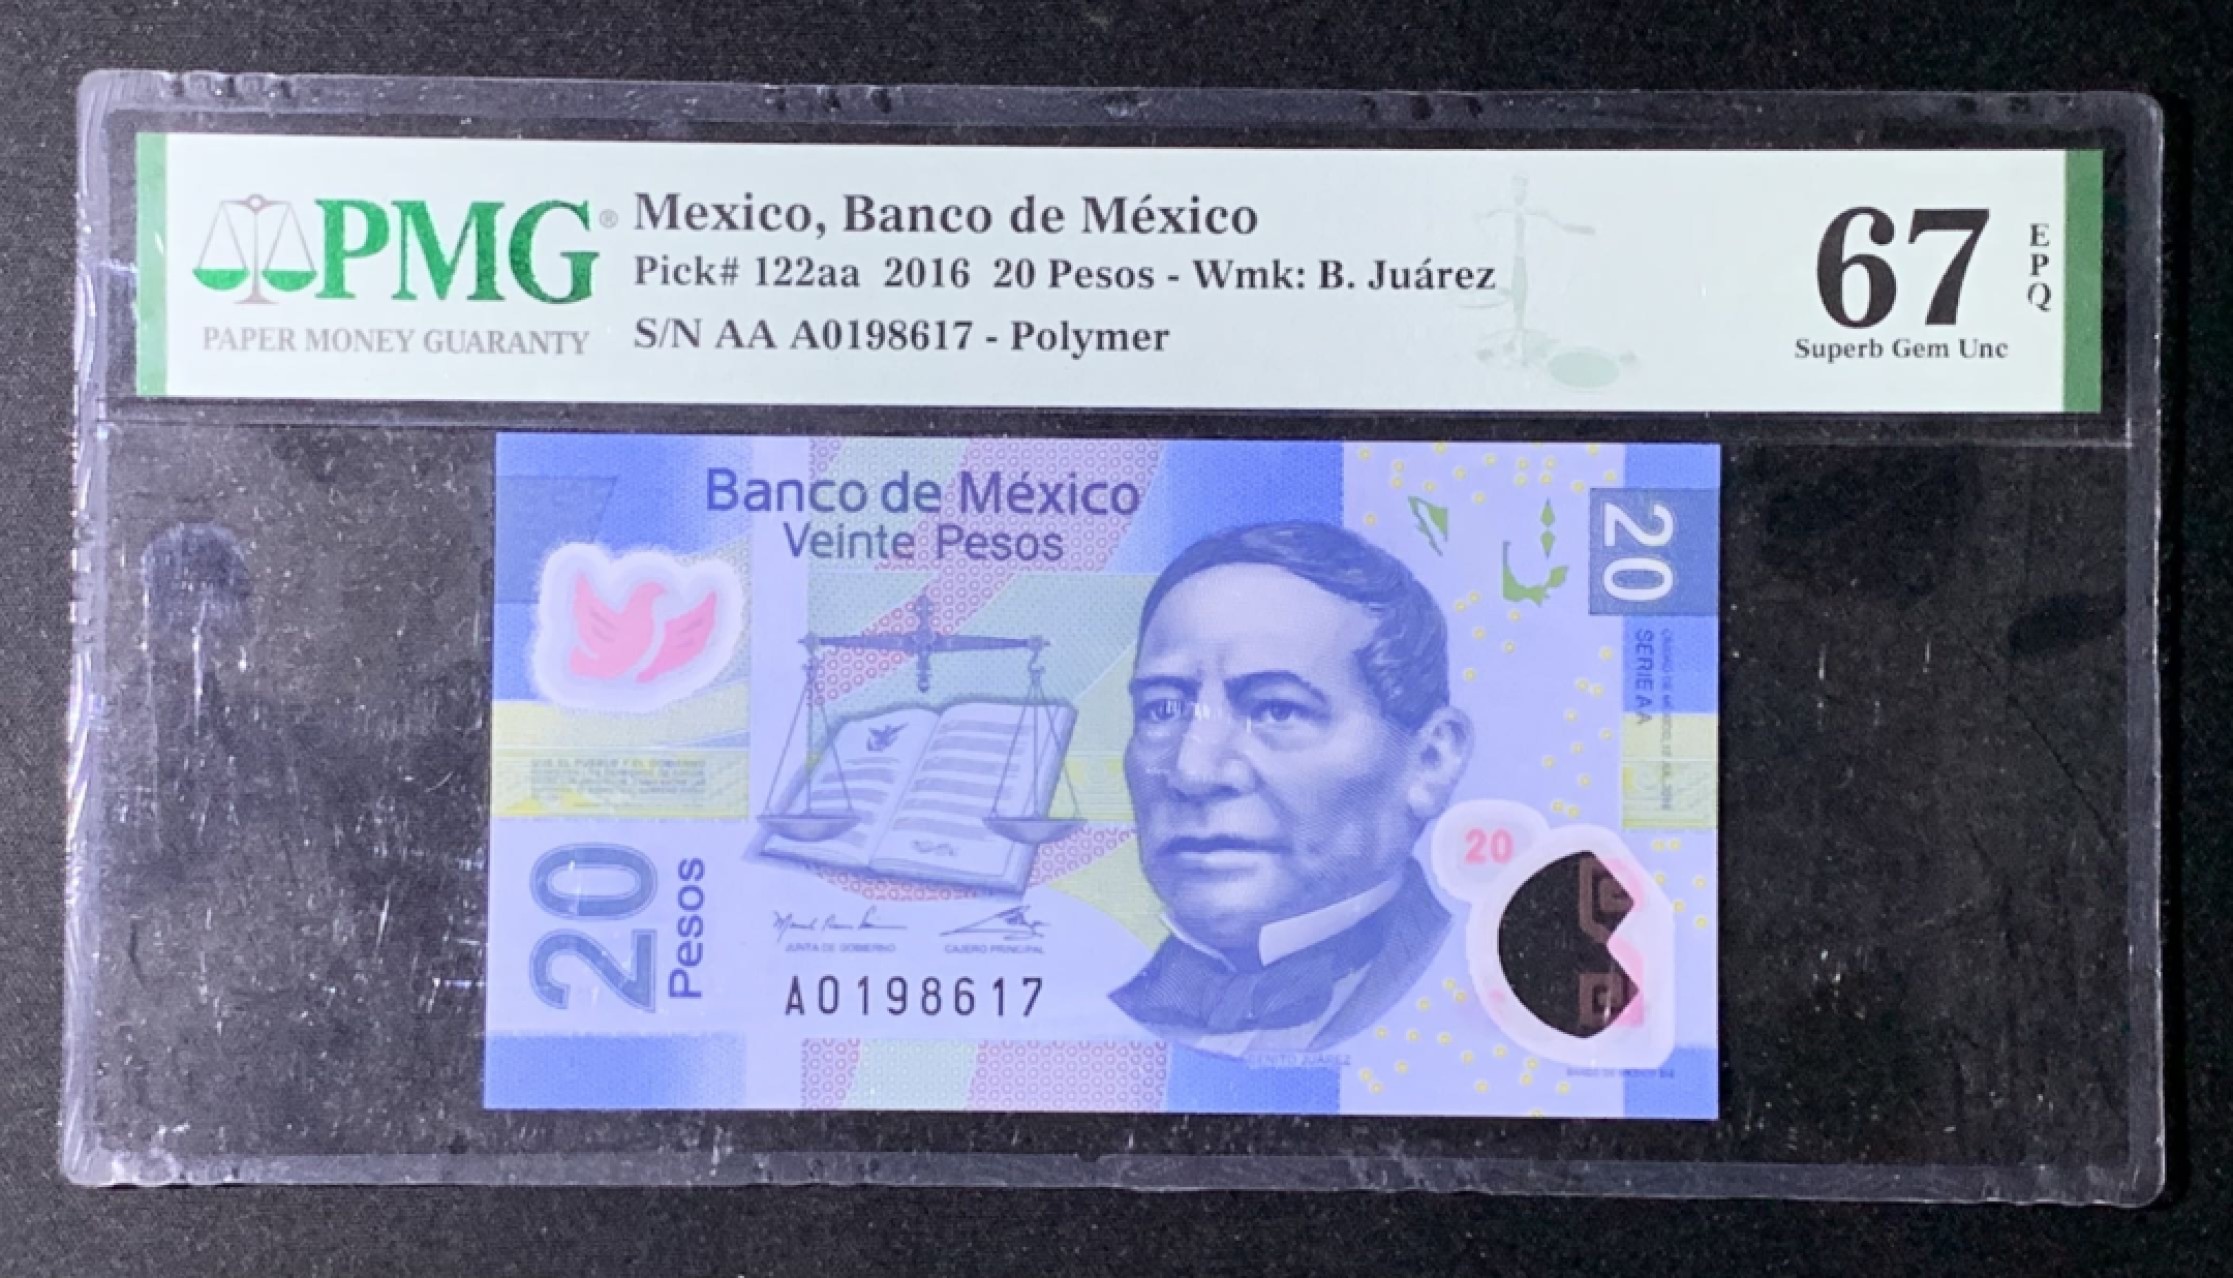 PMG®
PAPER MONEY GUARANTY
Mexico, Banco de México
Pick# 122aa 2016 20 Pesos - Wmk: B. Juárez
S/N AA A0198617 - Polymer
67
EPQ
Superb Gem Unc
Banco de México
Veinte Pesos
20
SERIE AA
20
20
Pesos
JUNTA DE GOBIERNO
CAJERO PRINCIPAL
A0198617
BENITO JUÁREZ